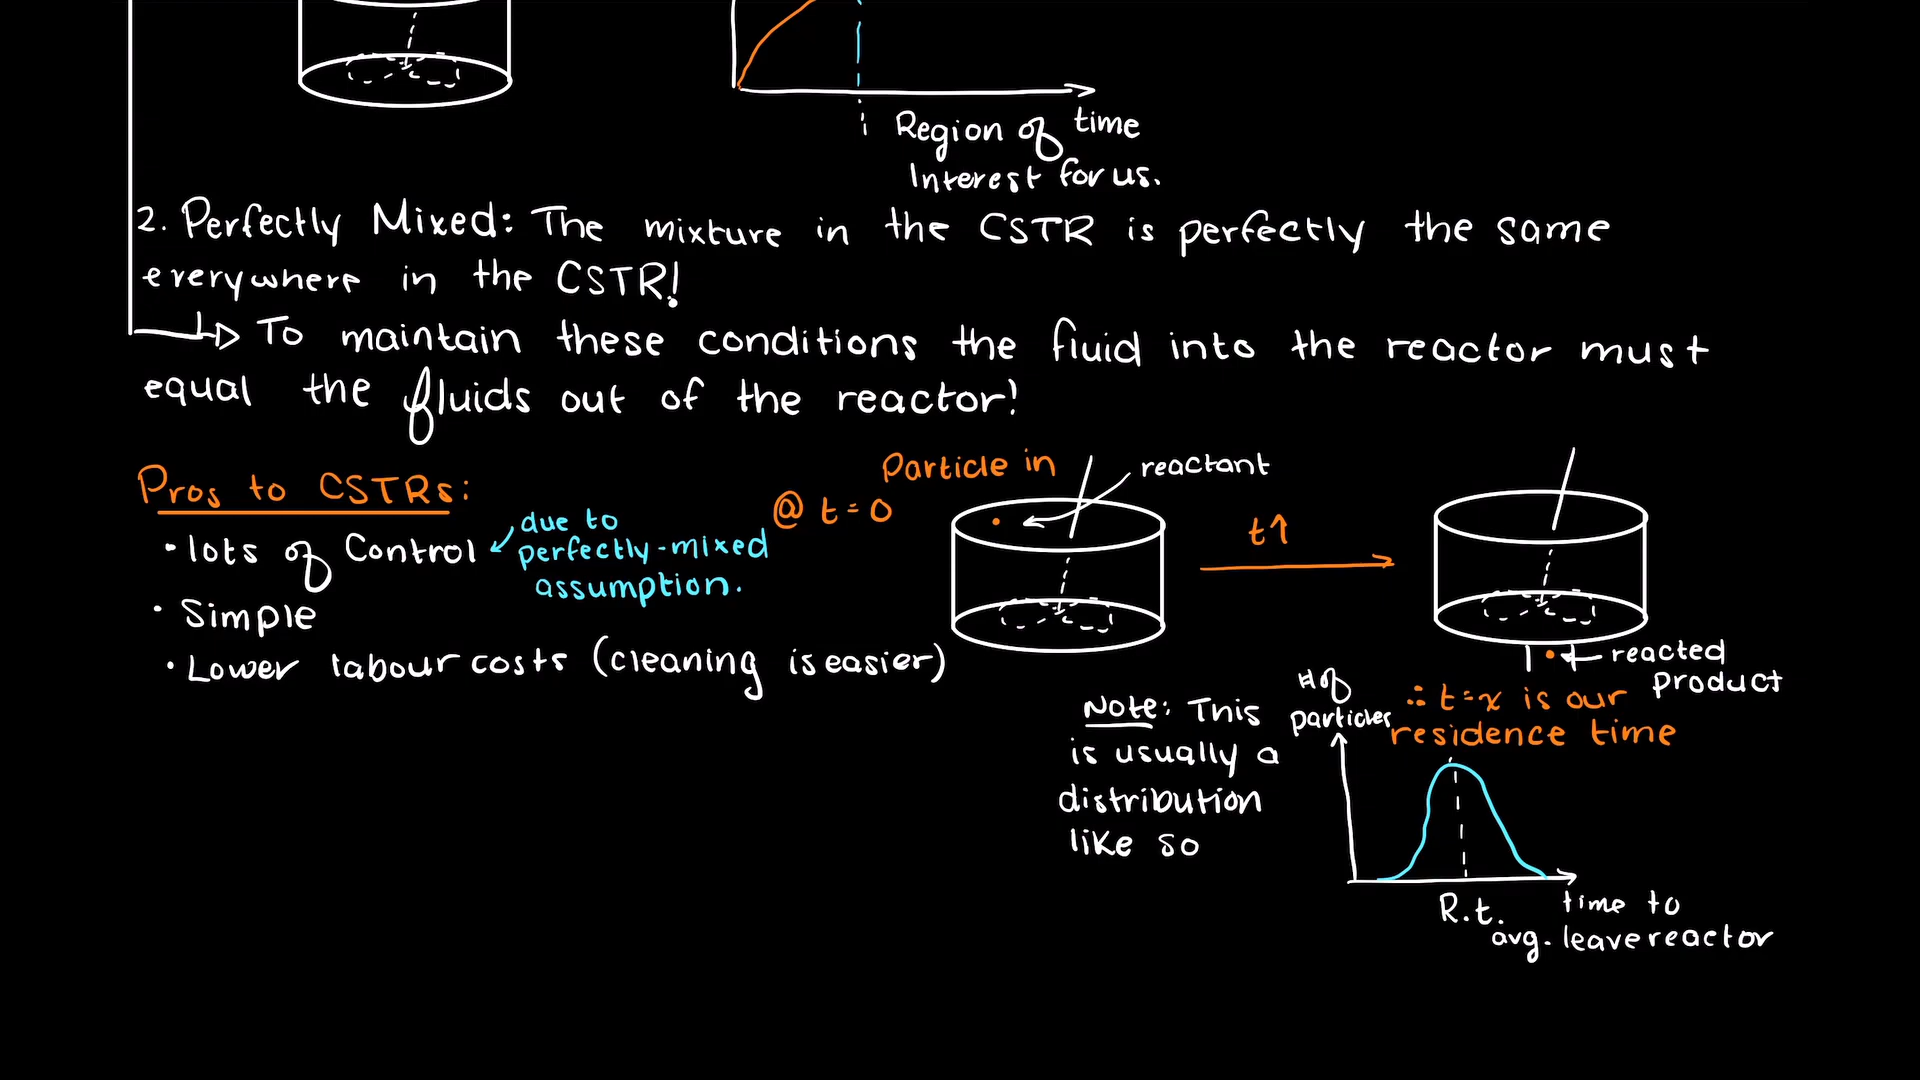 time
Region of
Interest for us.
2. Perfectly Mixed: The mixture in the CSTR is perfectly the same
everywhere in the CSTR!
To maintain these conditions the fluid into the reactor must
equal the fluids out of the reactor!
Pros to CSTRs:
• lots of Control
due to
perfectly-mixed
assumption.
• Simple
• Lower labour costs (cleaning is easier)
Particle in
@ t = 0
reactant
t↑
reacted
product
∴ t = x is our
residence time
Note: This
is usually a
distribution
like so
# of
particles
R.t.
avg.
time to
leave reactor